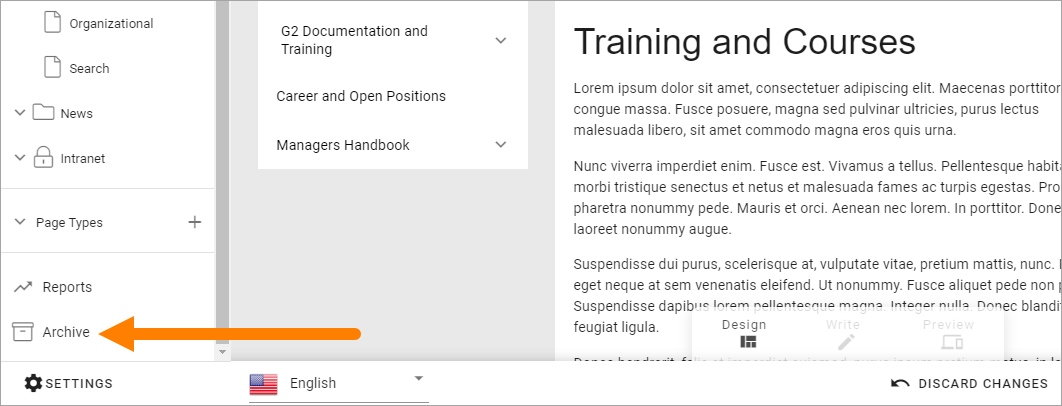 Organizational
Search
News
Intranet
Page Types
Reports
Archive
G2 Documentation and
Training
Career and Open Positions
Managers Handbook
Training and Courses
Lorem ipsum dolor sit amet, consectetuer adipiscing elit. Maecenas porttitor
congue massa. Fusce posuere, magna sed pulvinar ultricies, purus lectus
malesuada libero, sit amet commodo magna eros quis urna.
Nunc viverra imperdiet enim. Fusce est. Vivamus a tellus. Pellentesque habita
morbi tristique senectus et netus et malesuada fames ac turpis egestas. Pro
pharetra nonummy pede. Mauris et orci. Aenean nec lorem. In porttitor. Done
laoreet nonummy augue.
Suspendisse dui purus, scelerisque at, vulputate vitae, pretium mattis, nunc.
eget neque at sem venenatis eleifend. Ut nonummy. Fusce aliquet pede non p
Suspendisse dapibus lorem pellentesque magna. Integer nulla. Donec blandit
feugiat ligula.
Design
Write
Preview
SETTINGS
English
DISCARD CHANGES